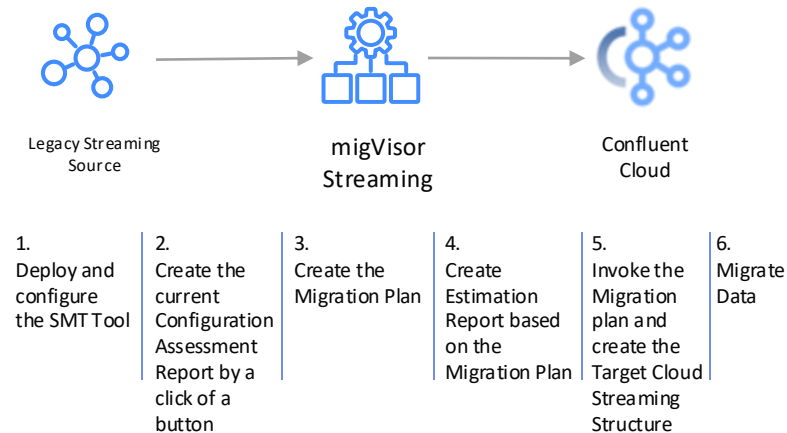 Legacy Streaming
Source
migVisor
Streaming
Confluent
Cloud
1.
Deploy and
configure
the SMT Tool
2.
Create the
current
Configuration
Assessment
Report by a
click of a
button
3.
Create the
Migration Plan
4.
Create
Estimation
Report based
on the
Migration Plan
5.
Invoke the
Migration
plan and
create the
Target Cloud
Streaming
Structure
6.
Migrate
Data